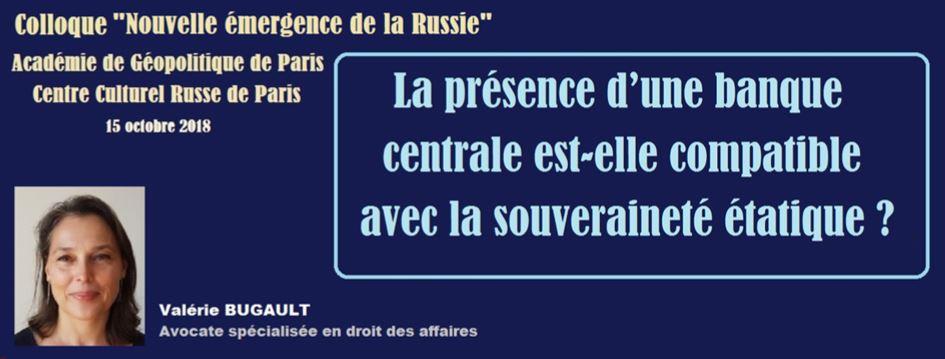 Colloque "Nouvelle émergence de la Russie"
Académie de Géopolitique de Paris
Centre Culturel Russe de Paris
15 octobre 2018
La présence d’une banque
centrale est-elle compatible
avec la souveraineté étatique ?
Valérie BUGAULT
Avocate spécialisée en droit des affaires